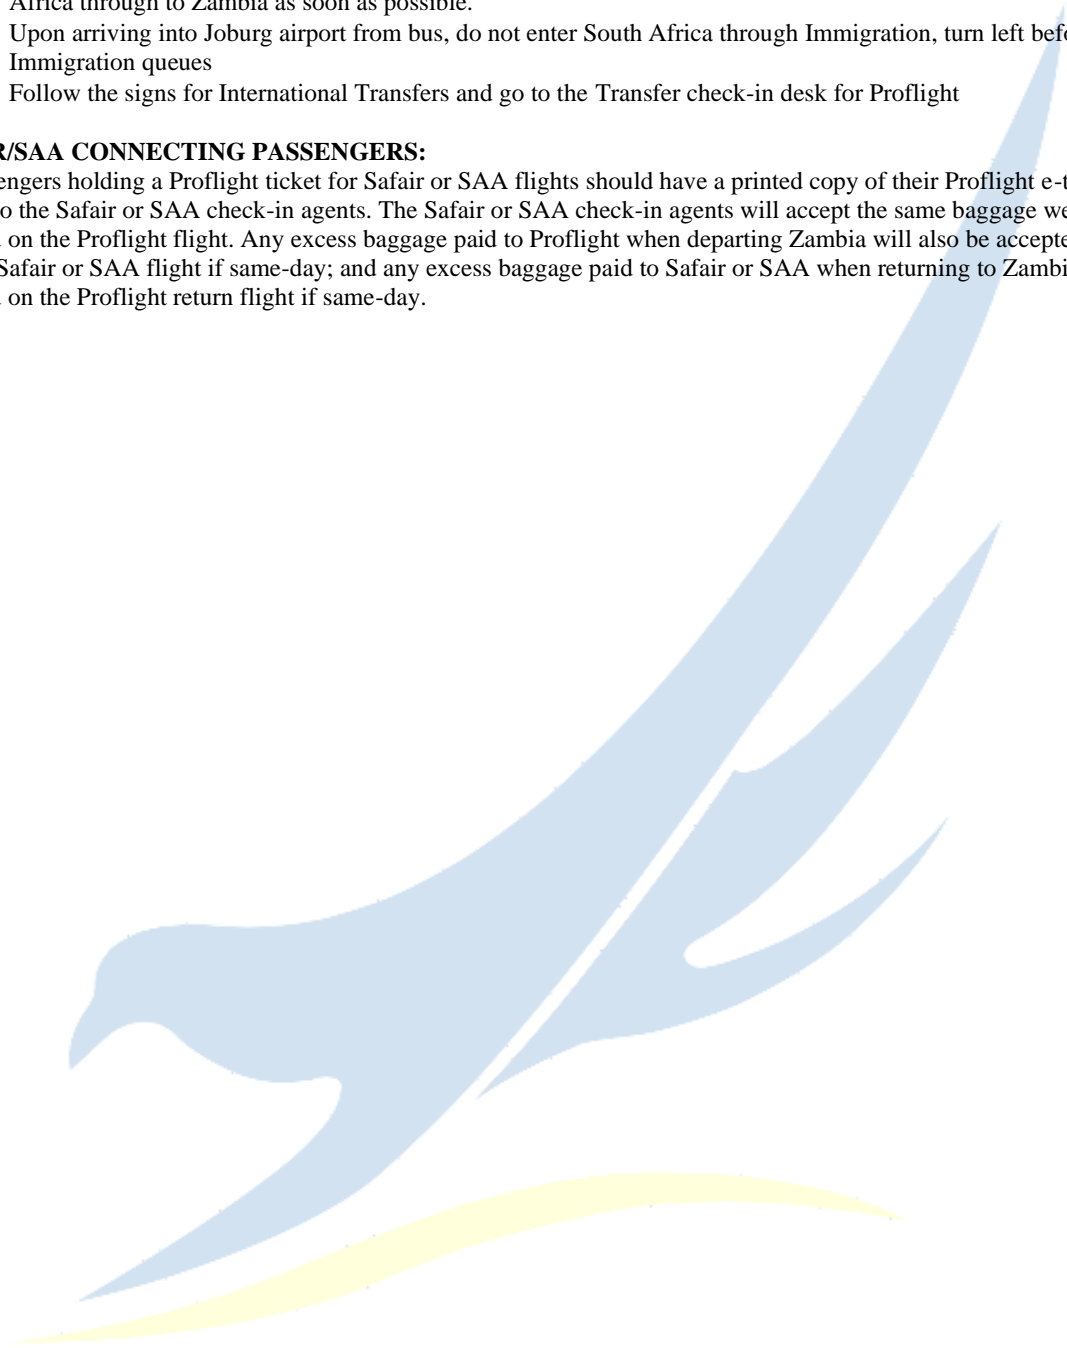 Africa through to Zambia as soon as possible.
Upon arriving into Joburg airport from bus, do not enter South Africa through Immigration, turn left
Immigration queues
Follow the signs for International Transfers and go to the Transfer check-in desk for Proflight
R/SAA CONNECTING PASSENGERS:
engers holding a Proflight ticket for Safair or SAA flights should have a printed copy of their Proflight e-t
o the Safair or SAA check-in agents. The Safair or SAA check-in agents will accept the same baggage we
on the Proflight flight. Any excess baggage paid to Proflight when departing Zambia will also be accepte
Safair or SAA flight if same-day; and any excess baggage paid to Safair or SAA when returning to Zambi
on the Proflight return flight if same-day.